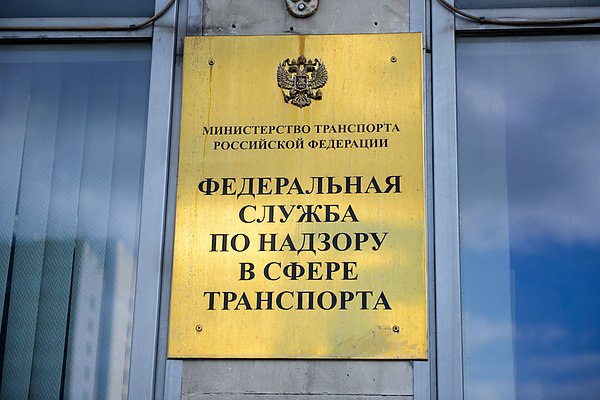 МИНИСТЕРСТВО ТРАНСПОРТА
РОССИЙСКОЙ ФЕДЕРАЦИИ
ФЕДЕРАЛЬНАЯ
СЛУЖБА
ПО НАДЗОРУ
В СФЕРЕ
ТРАНСПОРТА